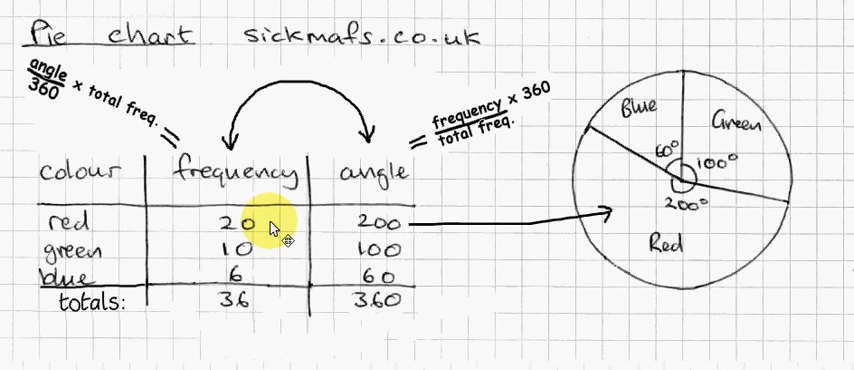 Pie chart sickmafs.co.uk
angle/360 × total freq. =
= frequency/total freq. × 360
colour frequency angle
red 20 200
green 10 100
blue 6 60
totals: 36 360
Blue
Green
60°
100°
200°
Red